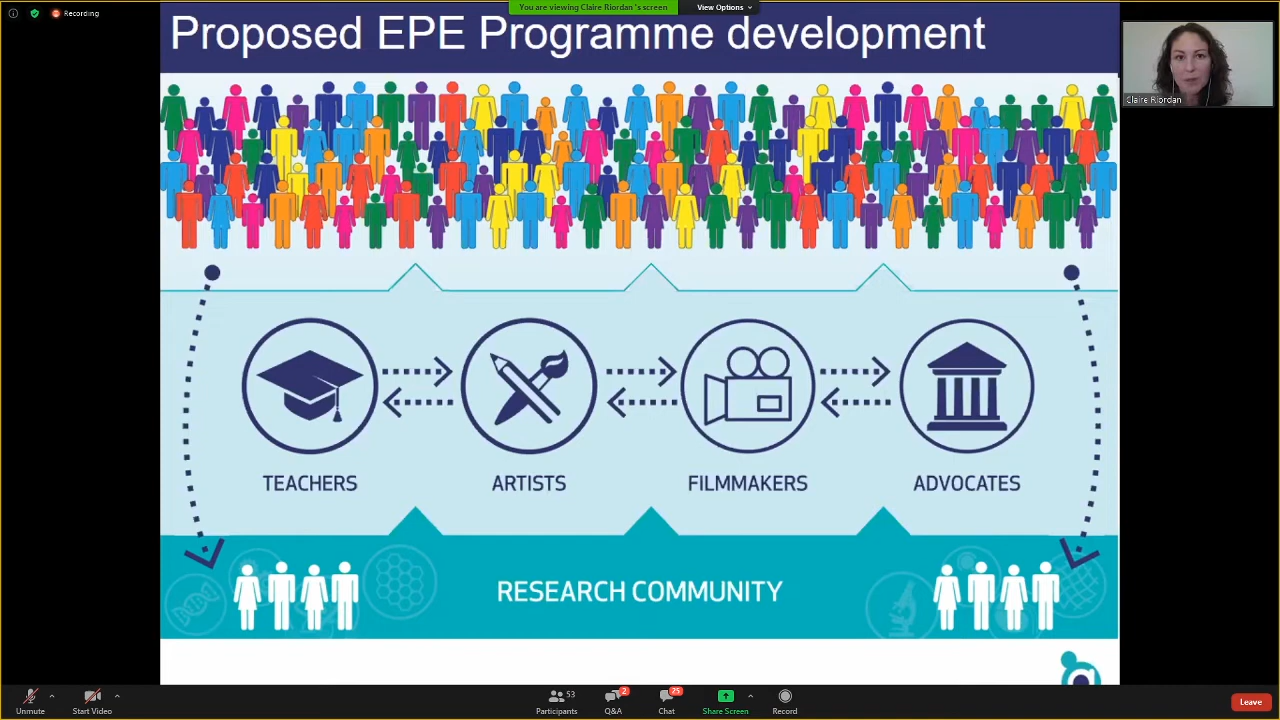 Recording
You are viewing Claire Riordan 's screen
View Options
Proposed EPE Programme development
Claire Riordan
TEACHERS
ARTISTS
FILMMAKERS
ADVOCATES
RESEARCH COMMUNITY
Unmute
Start Video
53
Participants
2
Q&A
25
Chat
Share Screen
Record
Leave